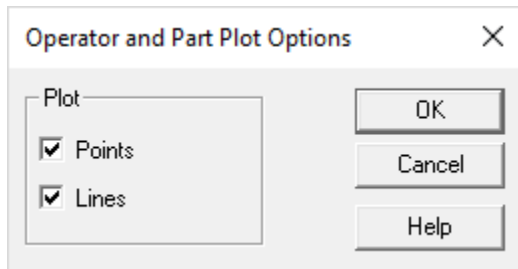 Operator and Part Plot Options
Plot
Points
Lines
OK
Cancel
Help